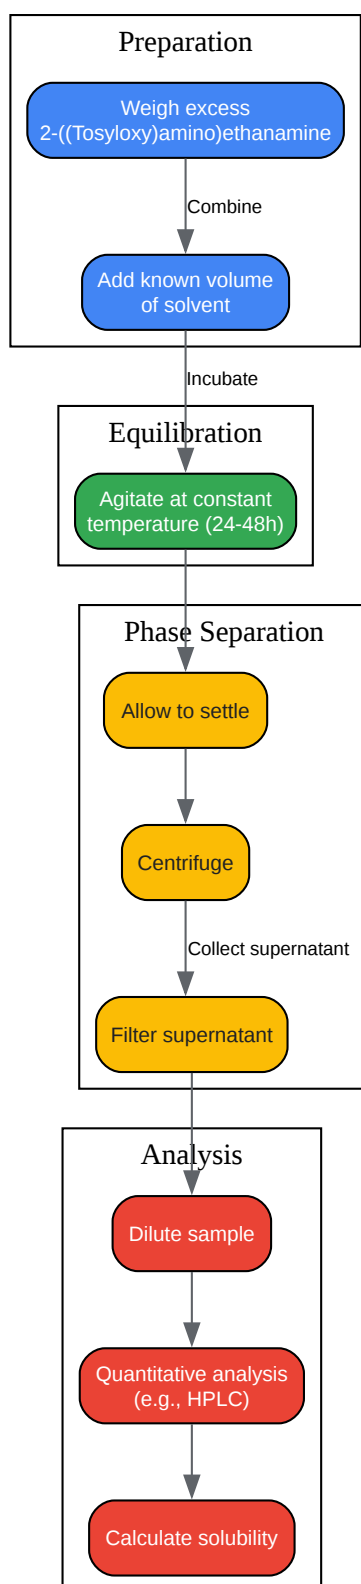 Preparation
Weigh excess
2-((Tosyloxy)amino)ethanamine
Combine
Add known volume
of solvent
Incubate
Equilibration
Agitate at constant
temperature (24-48h)
Phase Separation
Allow to settle
Centrifuge
Collect supernatant
Filter supernatant
Analysis
Dilute sample
Quantitative analysis
(e.g., HPLC)
Calculate solubility